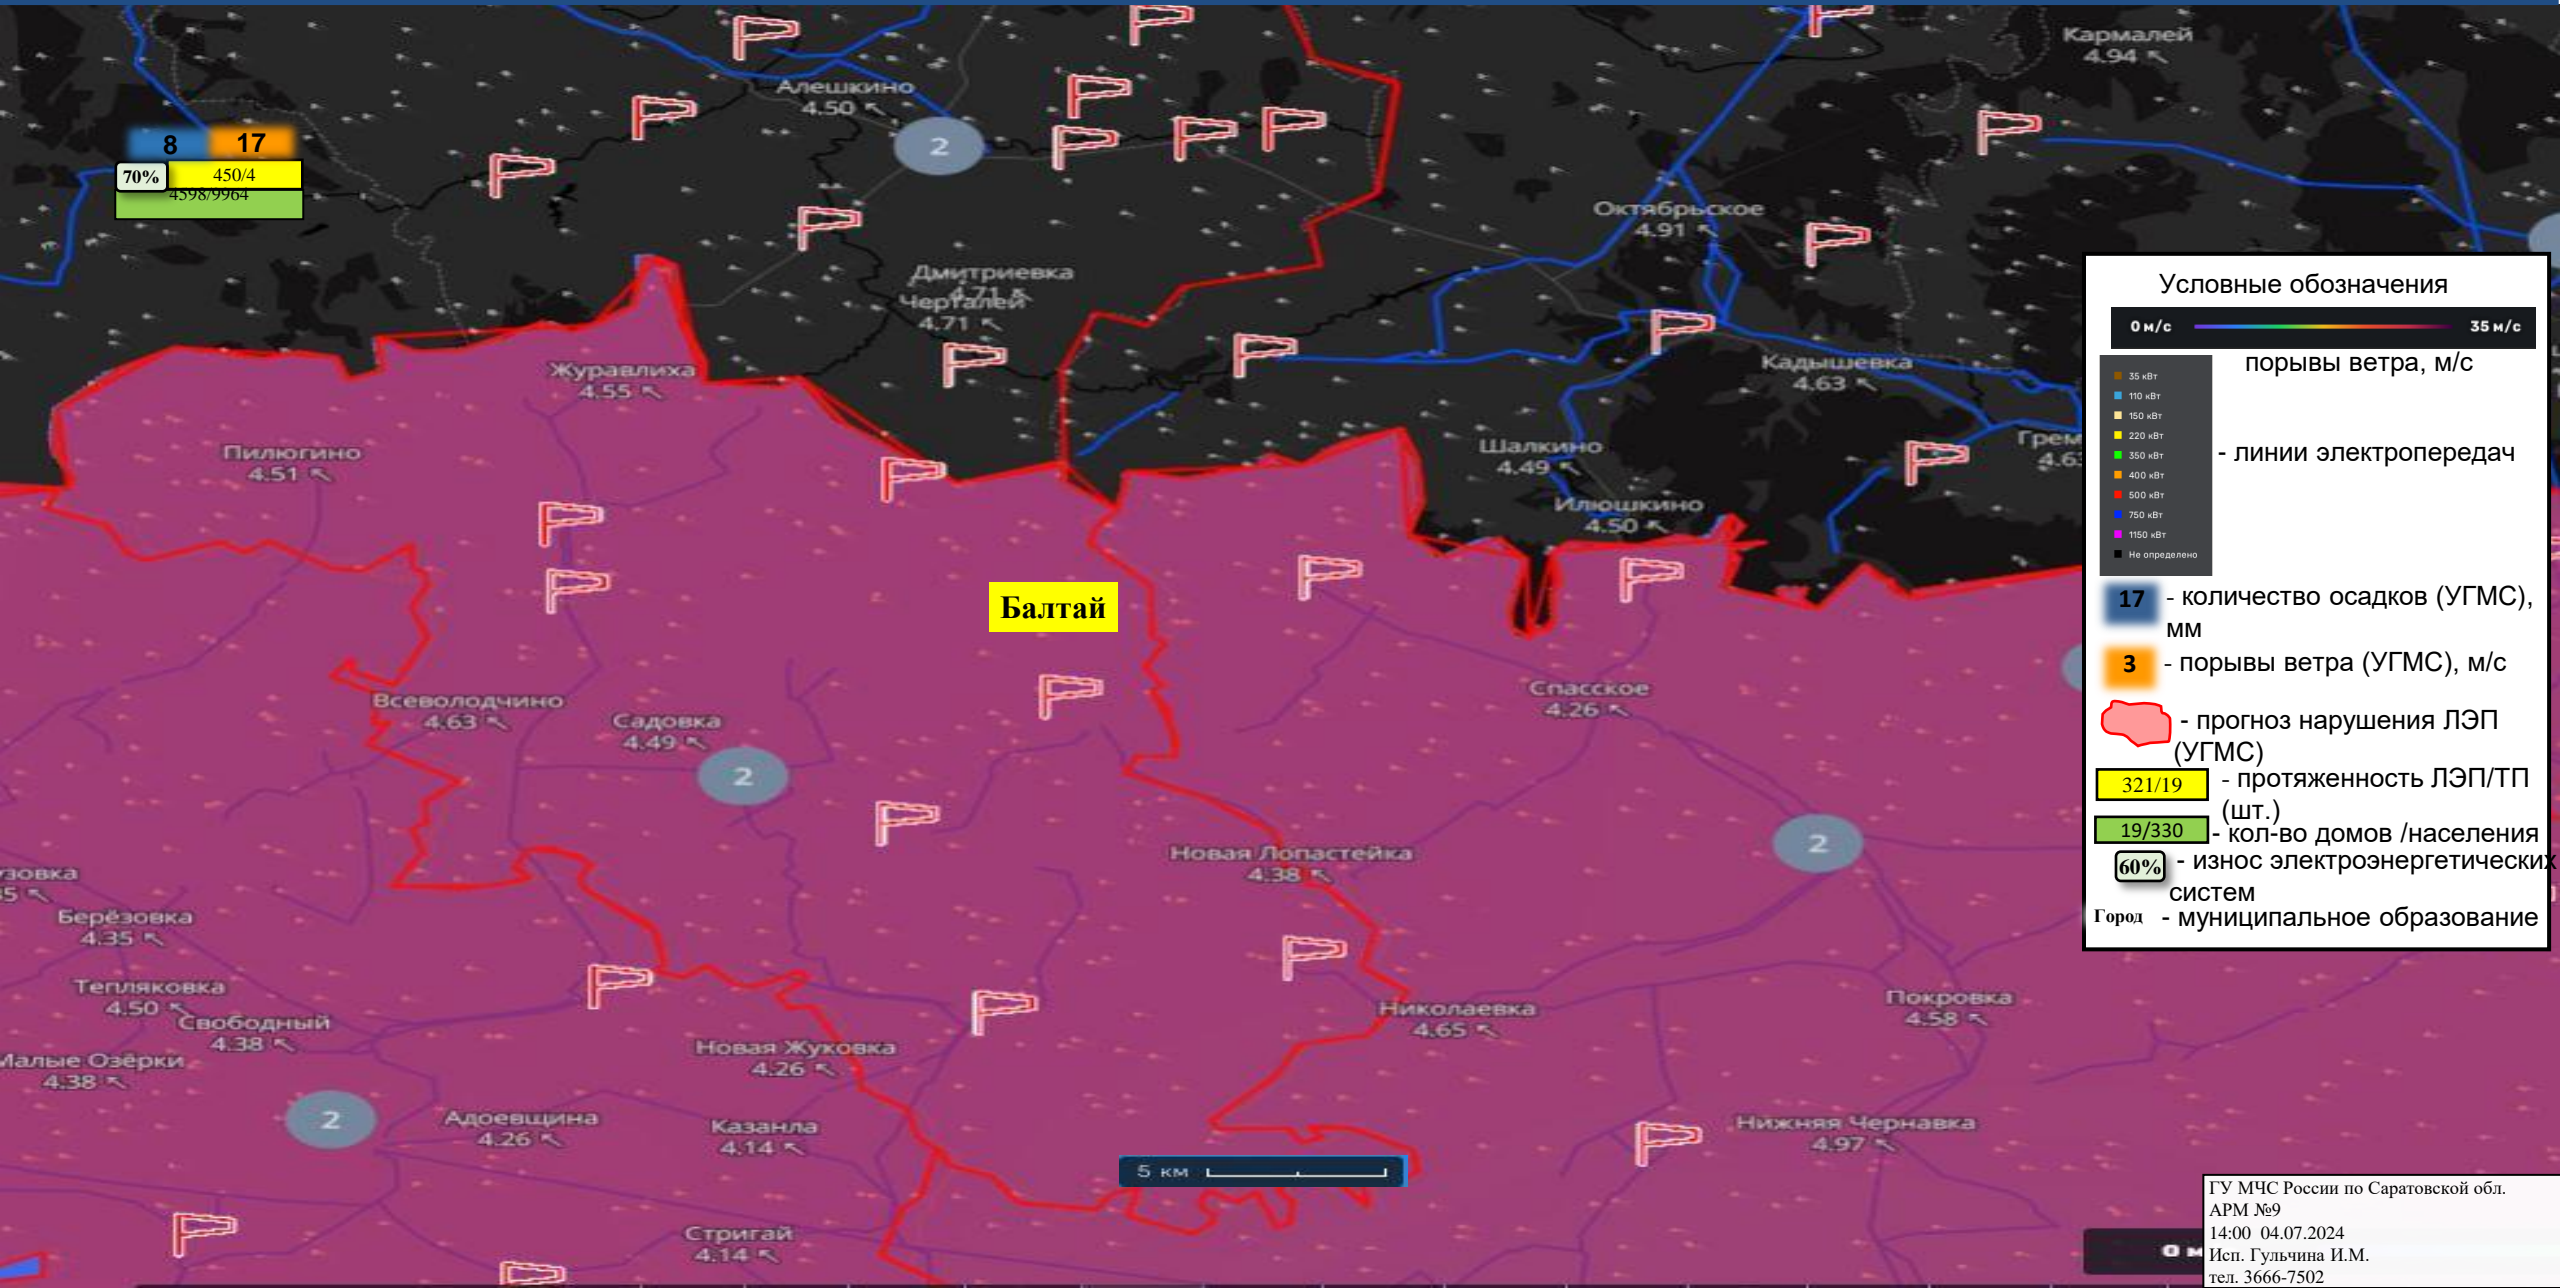 Кармалей
4.94
Алешкино
4.50
2
8
17
70%
450/4
4598/9964
Октябрьское
4.91
Дмитриевка
4.71
Черталей
4.71
Журавлиха
4.55
Кадышевка
4.63
Пилюгино
4.51
Шалкино
4.49
Грем
4.63
Илюшкино
4.50
Балтай
Всеволодчино
4.63
Садовка
4.49
2
Спасское
4.26
2
Новая Лопастейка
4.38
узовка
35
Берёзовка
4.35
Тепляковка
4.50
Свободный
4.38
Малые Озёрки
4.38
Николаевка
4.65
Покровка
4.58
Новая Жуковка
4.26
2
Адоевщина
4.26
Казанла
4.14
Нижняя Чернавка
4.97
5 км
Стригай
4.14
Условные обозначения
0 м/с
35 м/с
порывы ветра, м/с
35 кВт
110 кВт
150 кВт
220 кВт
350 кВт
400 кВт
500 кВт
750 кВт
1150 кВт
Не определено
- линии электропередач
17 - количество осадков (УГМС),
мм
3 - порывы ветра (УГМС), м/с
- прогноз нарушения ЛЭП
(УГМС)
321/19 - протяженность ЛЭП/ТП
(шт.)
19/330 - кол-во домов /населения
60% - износ электроэнергетических
систем
Город - муниципальное образование
0 м
ГУ МЧС России по Саратовской обл.
АРМ №9
14:00 04.07.2024
Исп. Гульчина И.М.
тел. 3666-7502